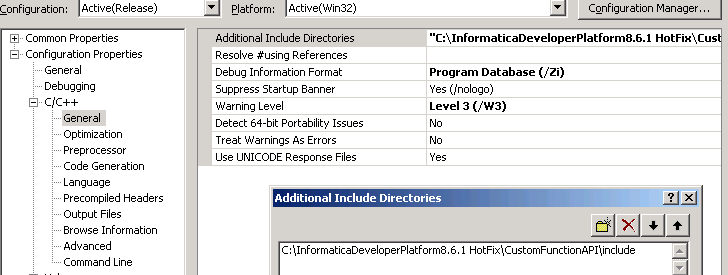 Configuration: Active(Release) Platform: Active(Win32) Configuration Manager...
Common Properties
Configuration Properties
General
Debugging
C/C++
General
Optimization
Preprocessor
Code Generation
Language
Precompiled Headers
Output Files
Browse Information
Advanced
Command Line
Additional Include Directories "C:\InformaticaDeveloperPlatform8.6.1 HotFix\Custom
Resolve #using References
Debug Information Format Program Database (/Zi)
Suppress Startup Banner Yes (/nologo)
Warning Level Level 3 (/W3)
Detect 64-bit Portability Issues No
Treat Warnings As Errors No
Use UNICODE Response Files Yes
Additional Include Directories
C:\InformaticaDeveloperPlatform8.6.1 HotFix\CustomFunctionAPI\include